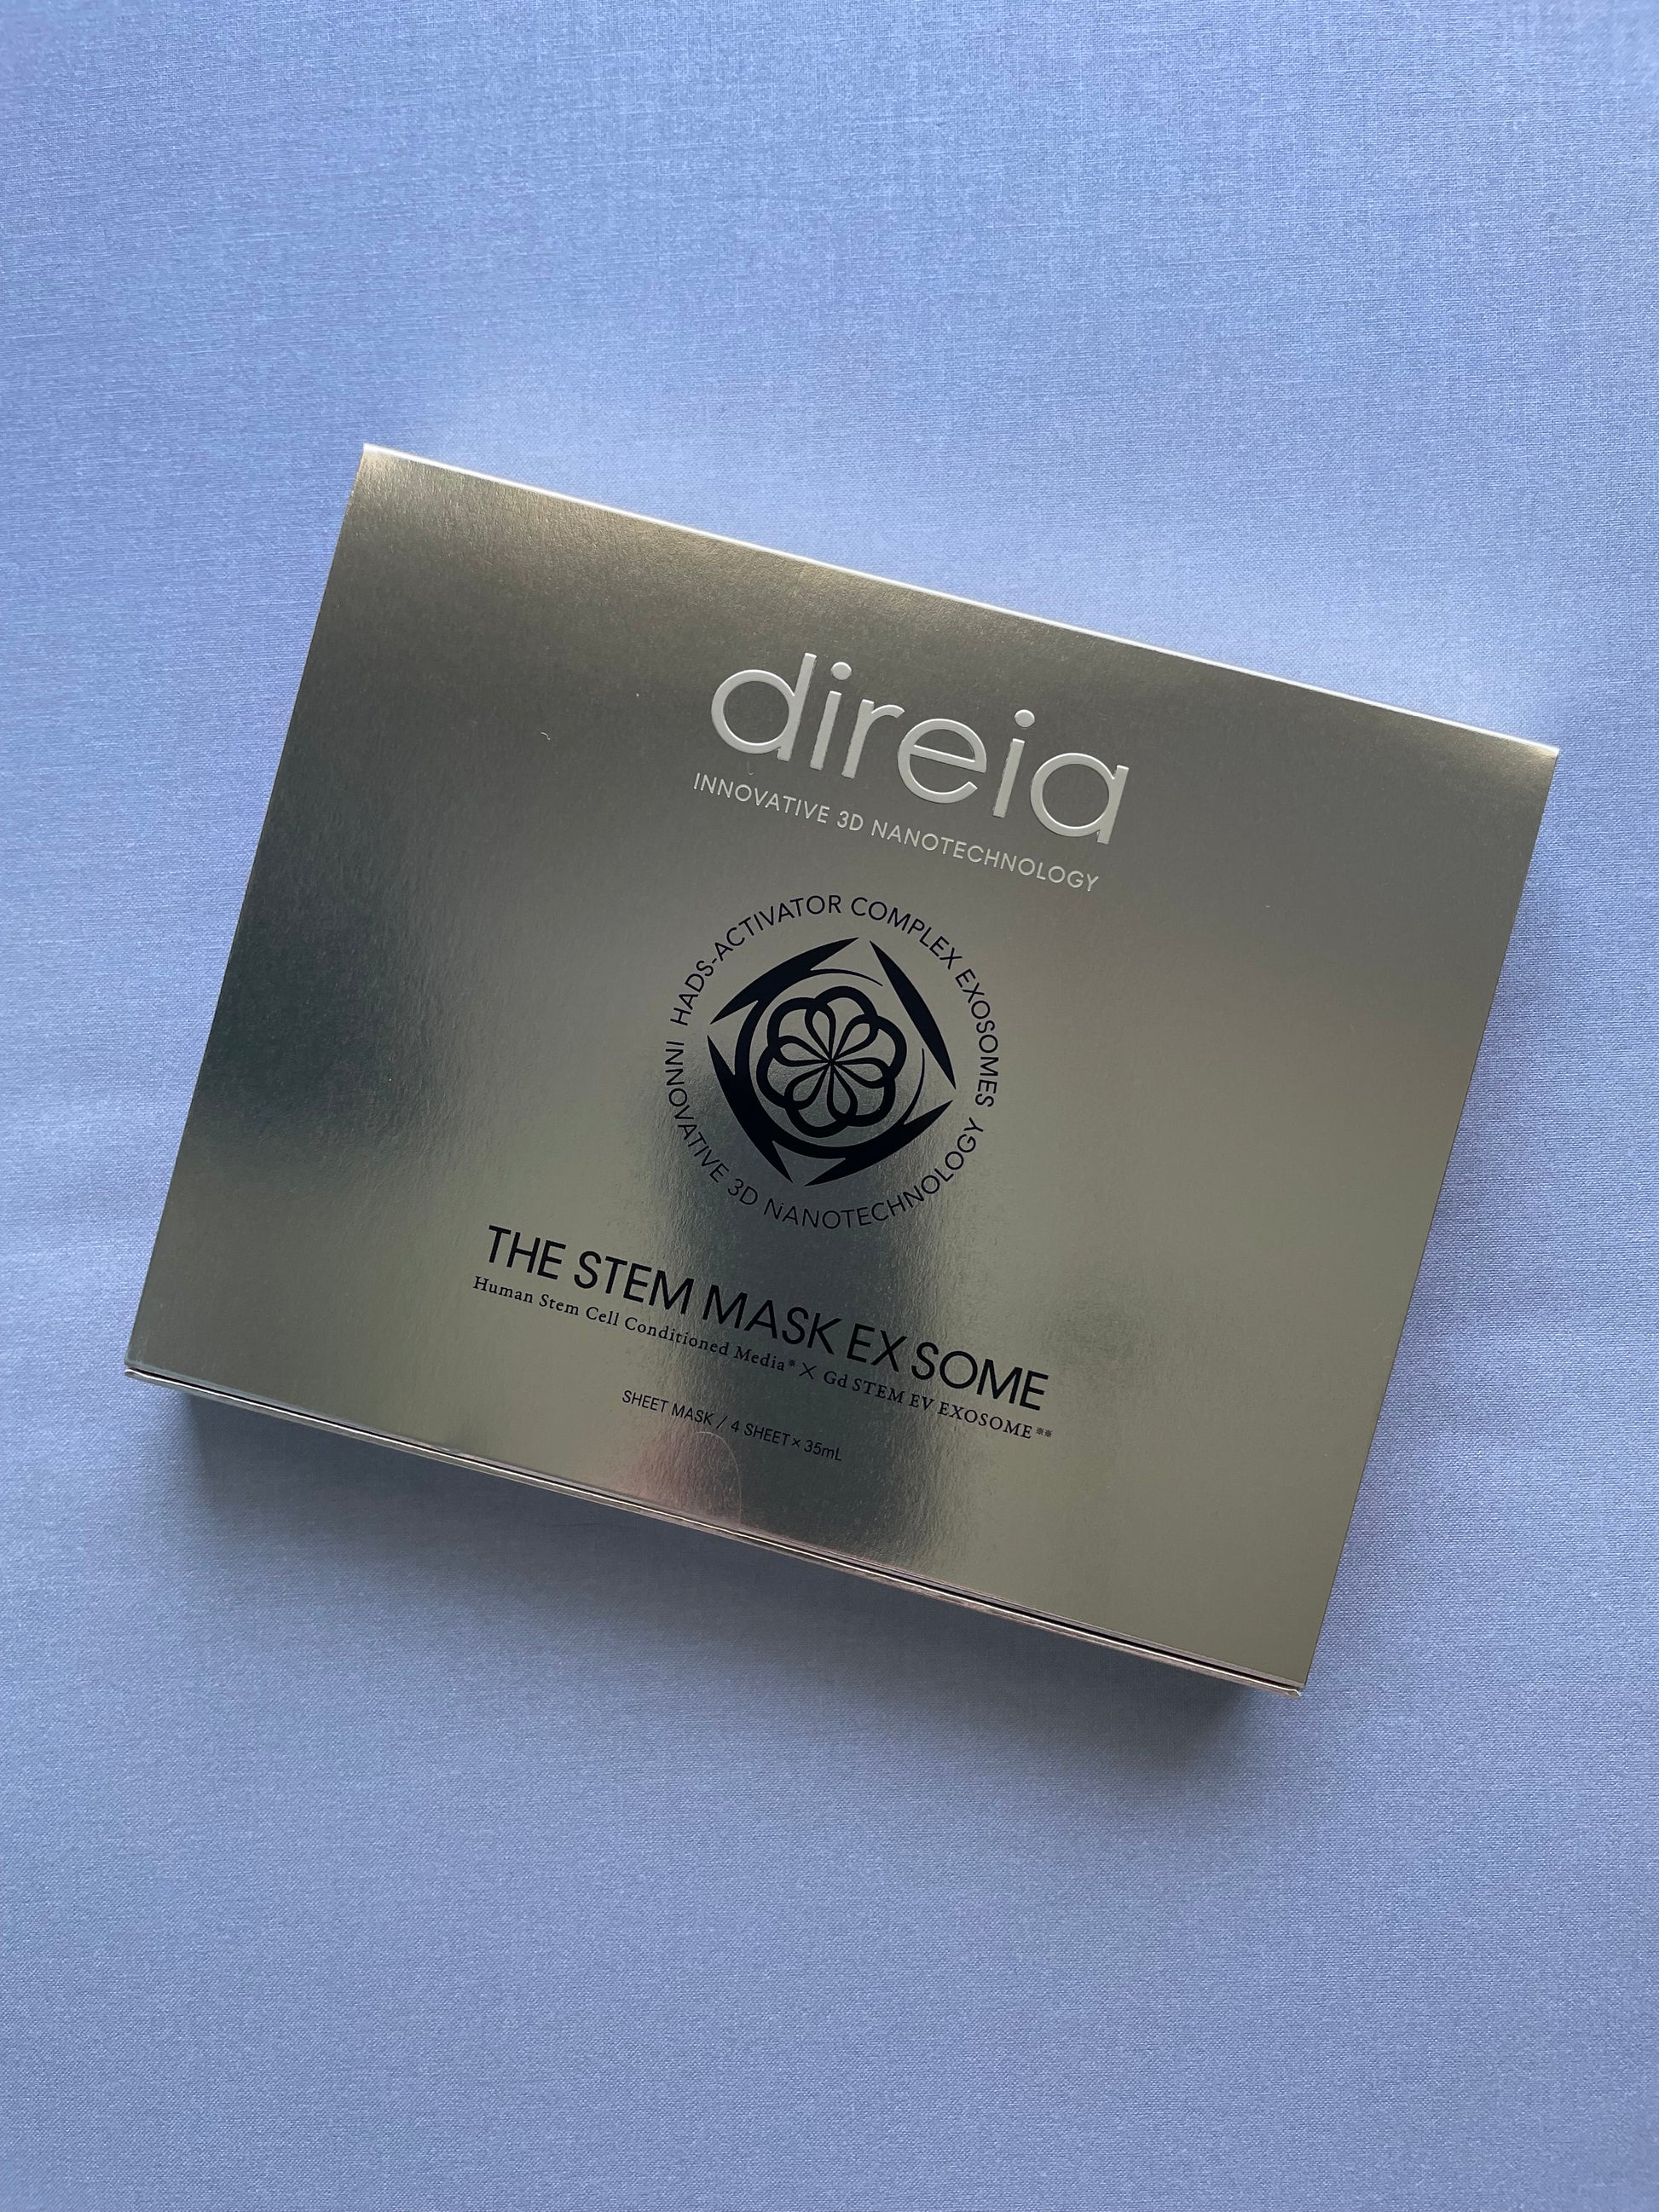 direia
INNOVATIVE 3D NANOTECHNOLOGY
HADS-ACTIVATOR COMPLEX EXOSOMES
INNOVATIVE 3D NANOTECHNOLOGY
THE STEM MASK EX SOME
Human Stem Cell Conditioned Media※ × Gd STEM EV EXOSOME※※
SHEET MASK / 4 SHEET×35mL